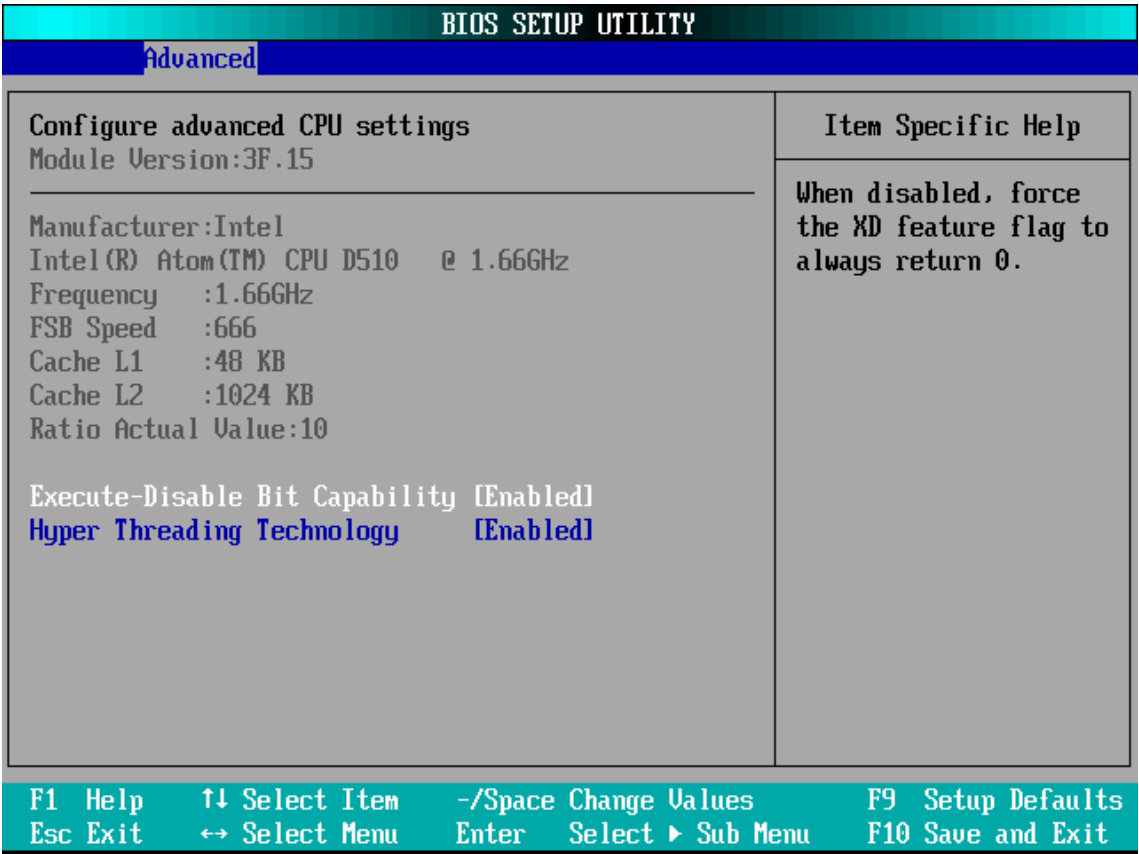 BIOS SETUP UTILITY
Advanced
Configure advanced CPU settings
Module Version:3F.15
Manufacturer:Intel
Intel(R) Atom(TM) CPU D510 @ 1.66GHz
Frequency :1.66GHz
FSB Speed :666
Cache L1 :48 KB
Cache L2 :1024 KB
Ratio Actual Value:10
Execute-Disable Bit Capability [Enabled]
Hyper Threading Technology [Enabled]
Item Specific Help
When disabled, force
the XD feature flag to
always return 0.
F1 Help ↑↓ Select Item -/Space Change Values F9 Setup Defaults
Esc Exit ↔ Select Menu Enter Select ▶ Sub Menu F10 Save and Exit